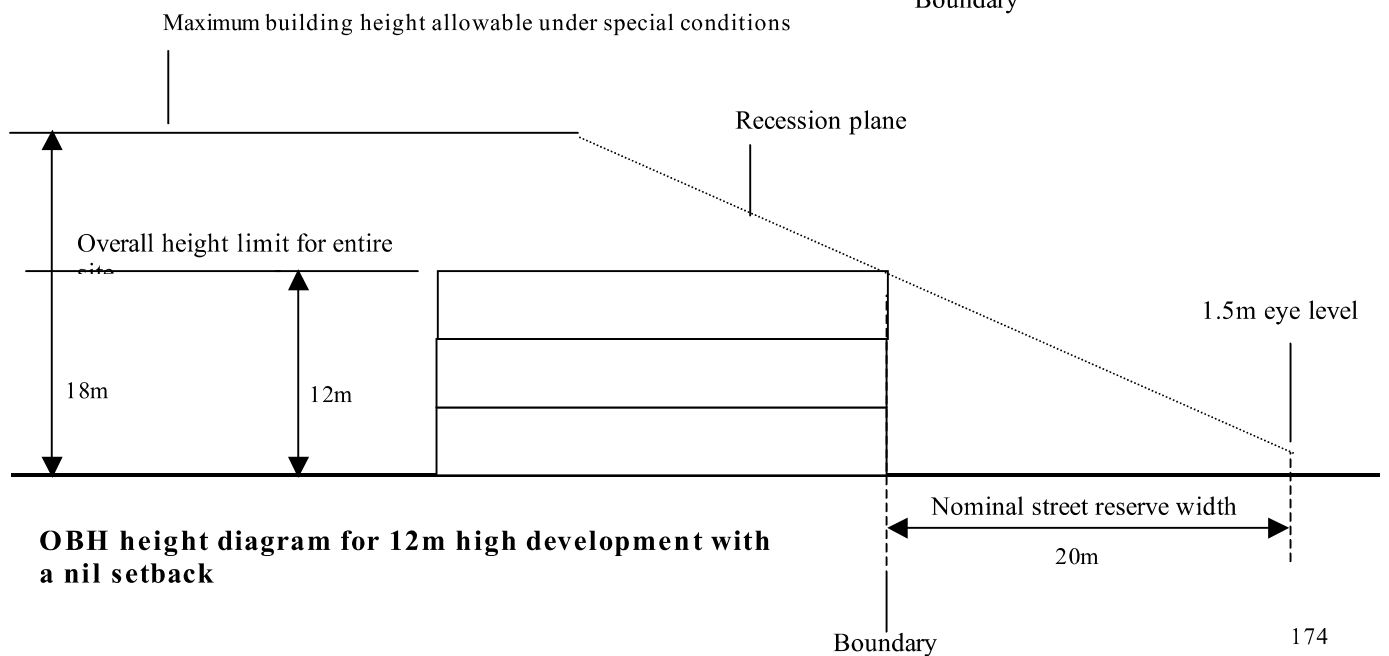 Boundary
Maximum building height allowable under special conditions
Recession plane
Overall height limit for entire
site
1.5m eye level
18m
12m
Nominal street reserve width
OBH height diagram for 12m high development with
a nil setback
20m
Boundary
174